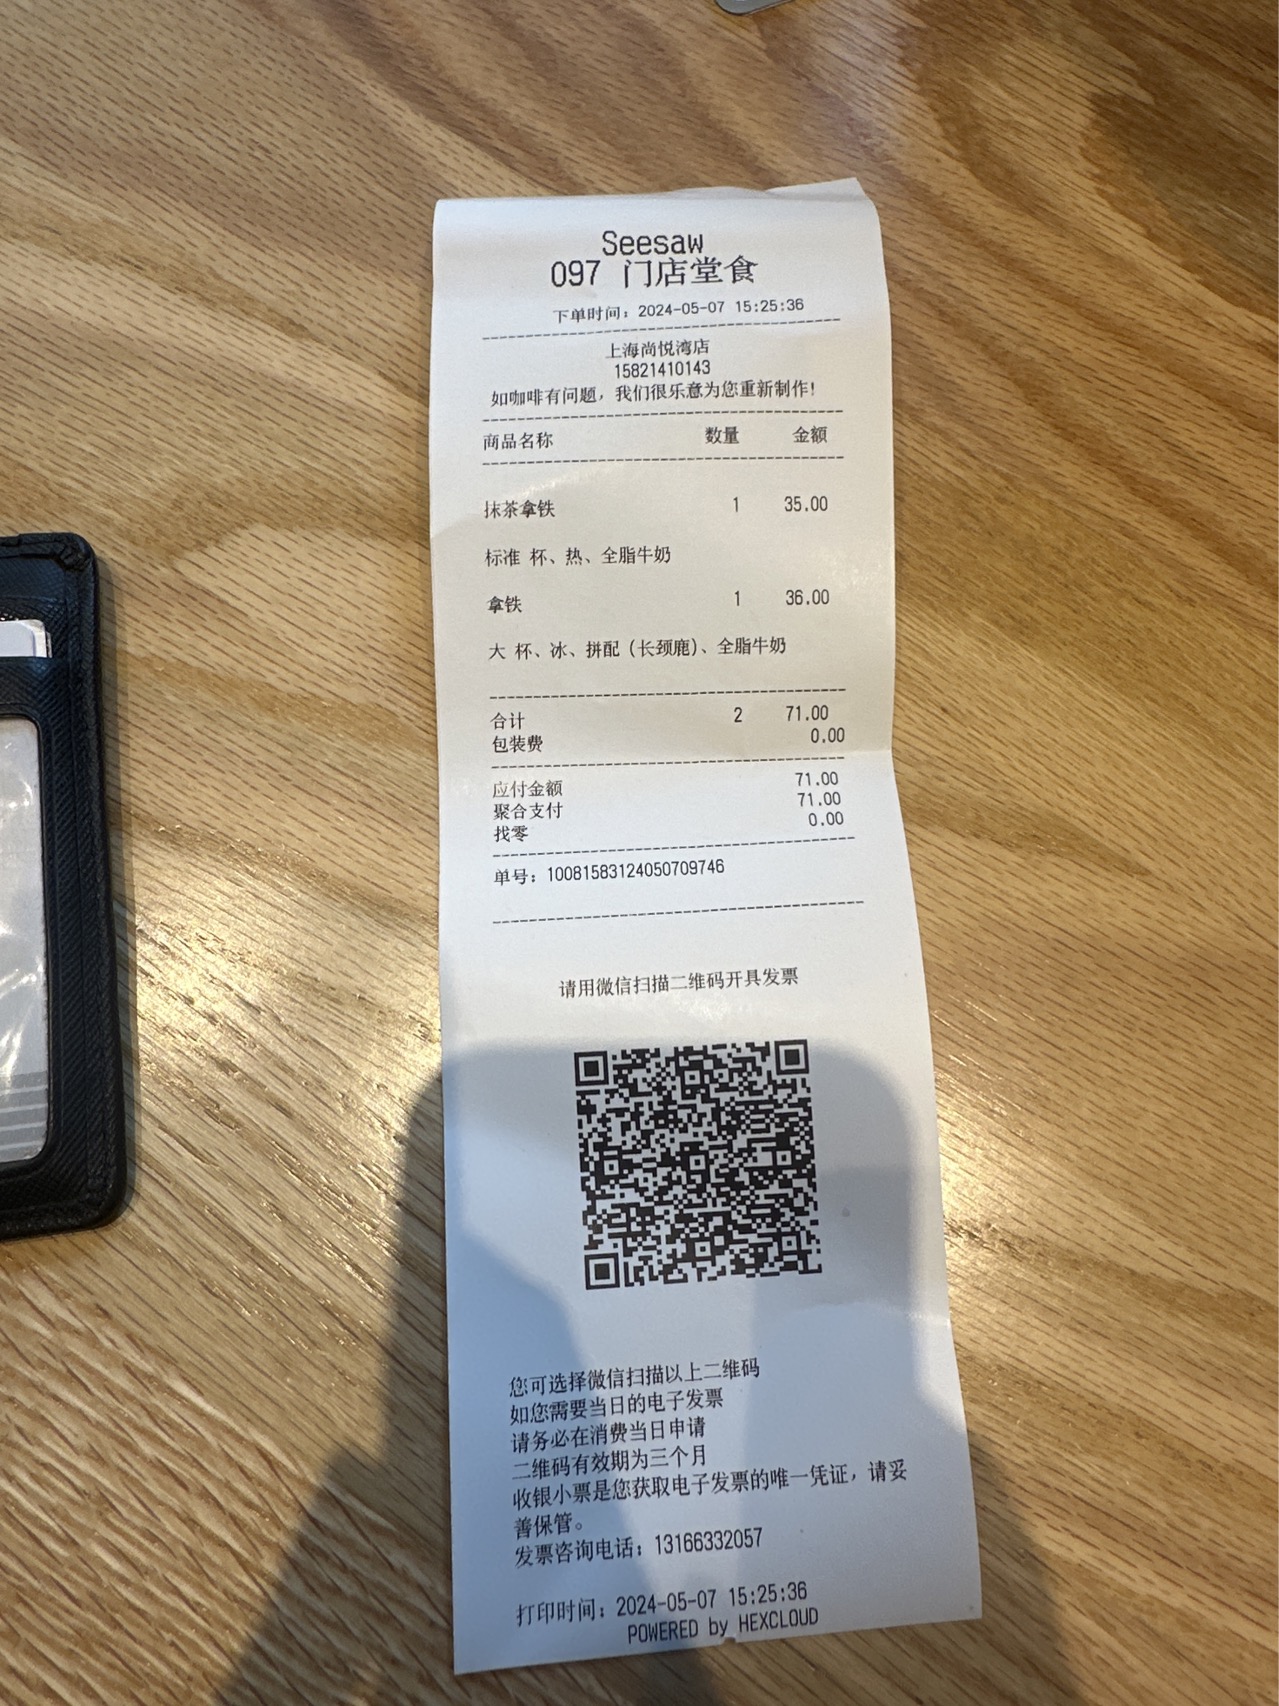 Seesaw
097 门店堂食
下单时间：2024-05-07 15:25:36
上海尚悦湾店
15821410143
如咖啡有问题，我们很乐意为您重新制作！
商品名称 数量 金额
抹茶拿铁 1 35.00
标准 杯、热、全脂牛奶
拿铁 1 36.00
大 杯、冰、拼配（长颈鹿）、全脂牛奶
合计 2 71.00
包装费 0.00
应付金额 71.00
聚合支付 71.00
找零 0.00
单号：10081583124050709746
请用微信扫描二维码开具发票
您可选择微信扫描以上二维码
如您需要当日的电子发票
请务必在消费当日申请
二维码有效期为三个月
收银小票是您获取电子发票的唯一凭证，请妥
善保管。
发票咨询电话：13166332057
打印时间：2024-05-07 15:25:36
POWERED by HEXCLOUD